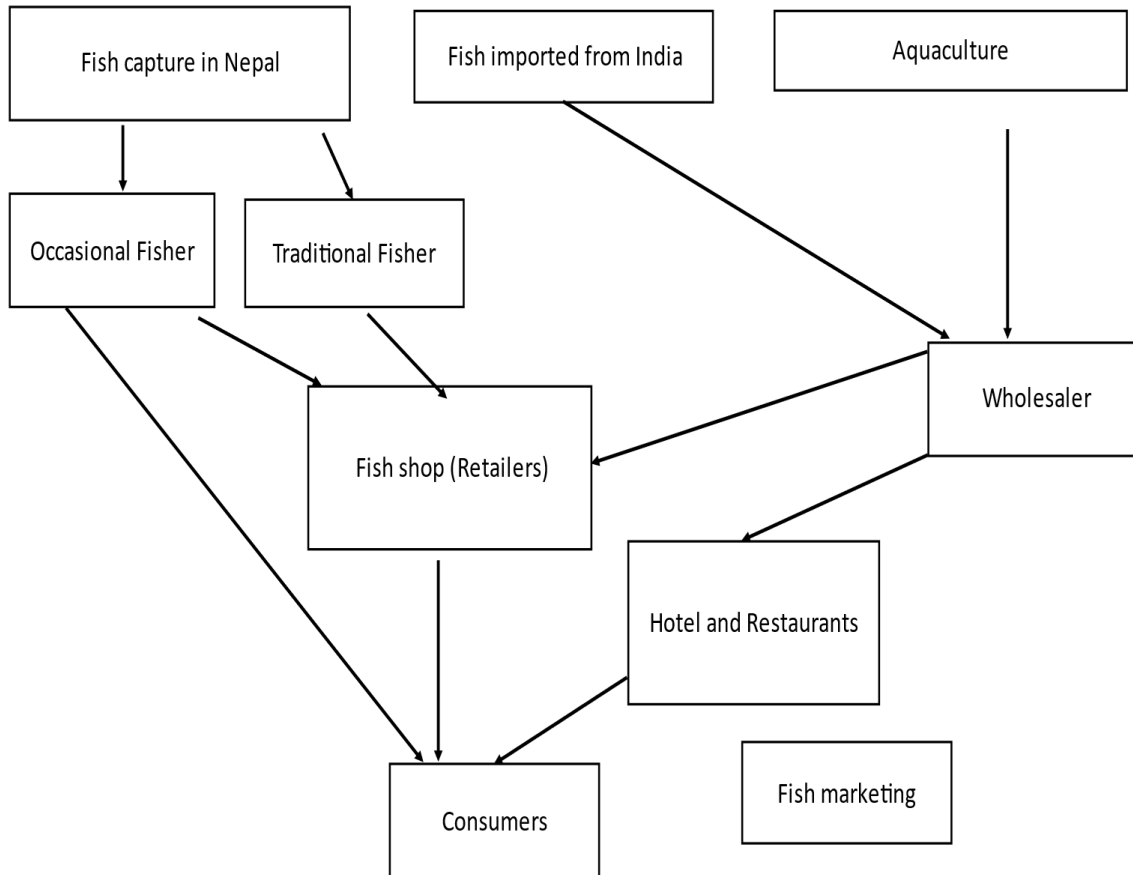 Fish capture in Nepal
Fish imported from India
Aquaculture
Occasional Fisher
Traditional Fisher
Wholesaler
Fish shop (Retailers)
Hotel and Restaurants
Fish marketing
Consumers